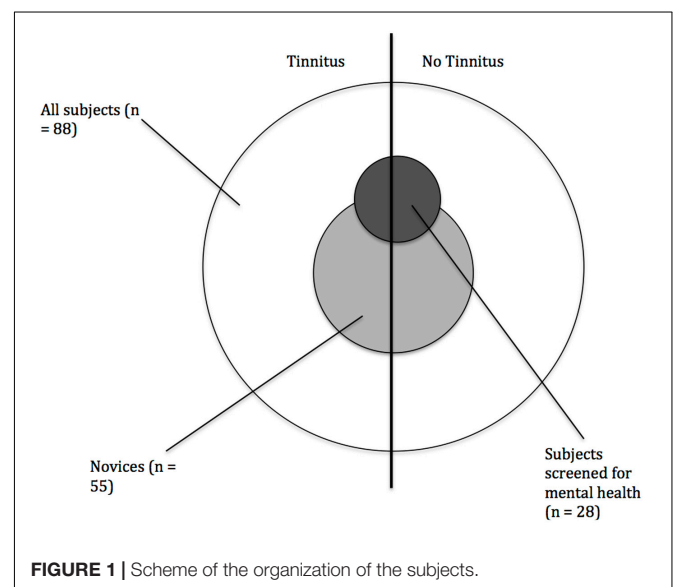 Tinnitus
No Tinnitus
All subjects (n
= 88)
Novices (n =
55)
Subjects
screened for
mental health
(n = 28)
FIGURE 1 | Scheme of the organization of the subjects.